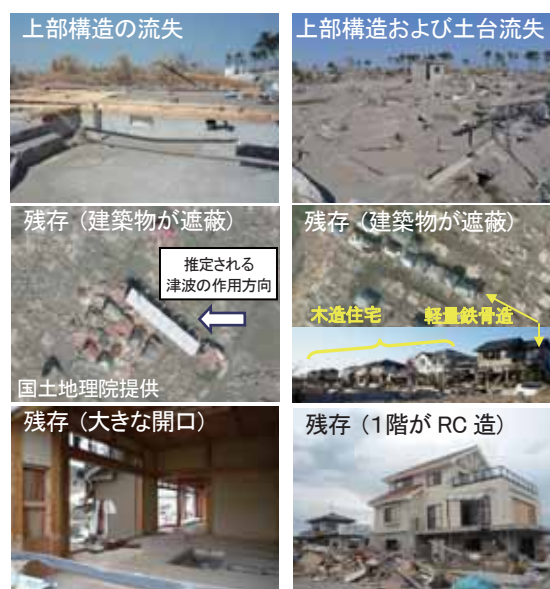 上部構造の流失
上部構造および土台流失
残存（建築物が遮蔽）
推定される
津波の作用方向
国土地理院提供
残存（建築物が遮蔽）
木造住宅
軽量鉄骨造
残存（大きな開口）
残存（１階が RC 造）